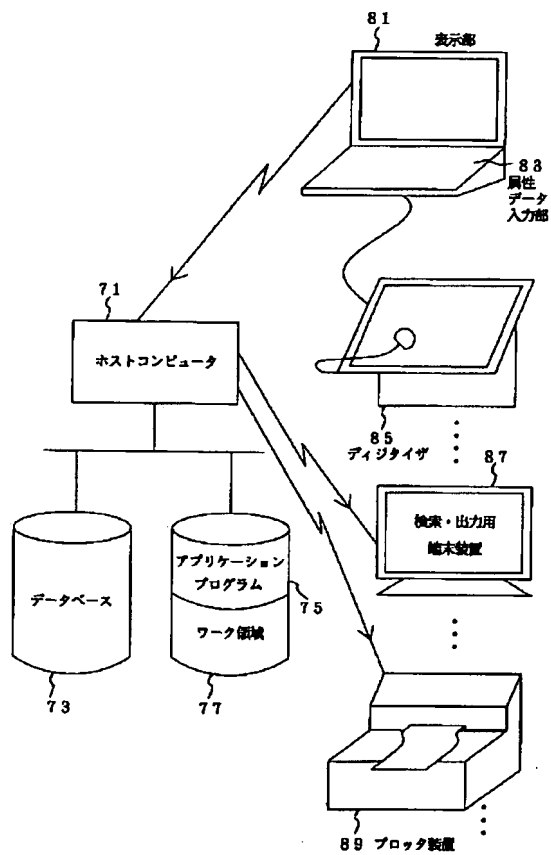 ８１
表示部
８３
属性
データ
入力部
７１
ホストコンピュータ
８５
ディジタイザ
８７
検索・出力用
端末装置
データベース
アプリケーション
プログラム
７５
ワーク領域
７３
７７
８９ プロッタ装置